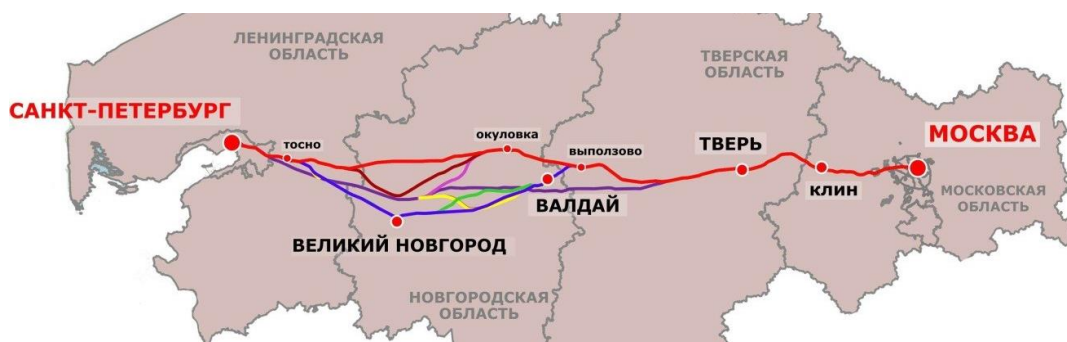 ЛЕНИНГРАДСКАЯ
ОБЛАСТЬ
ТВЕРСКАЯ
ОБЛАСТЬ
САНКТ-ПЕТЕРБУРГ
тосно
окуловка
выползово
ТВЕРЬ
МОСКВА
КЛИН
МОСКОВСКАЯ
ОБЛАСТЬ
ВАЛДАЙ
ВЕЛИКИЙ НОВГОРОД
НОВГОРОДСКАЯ
ОБЛАСТЬ